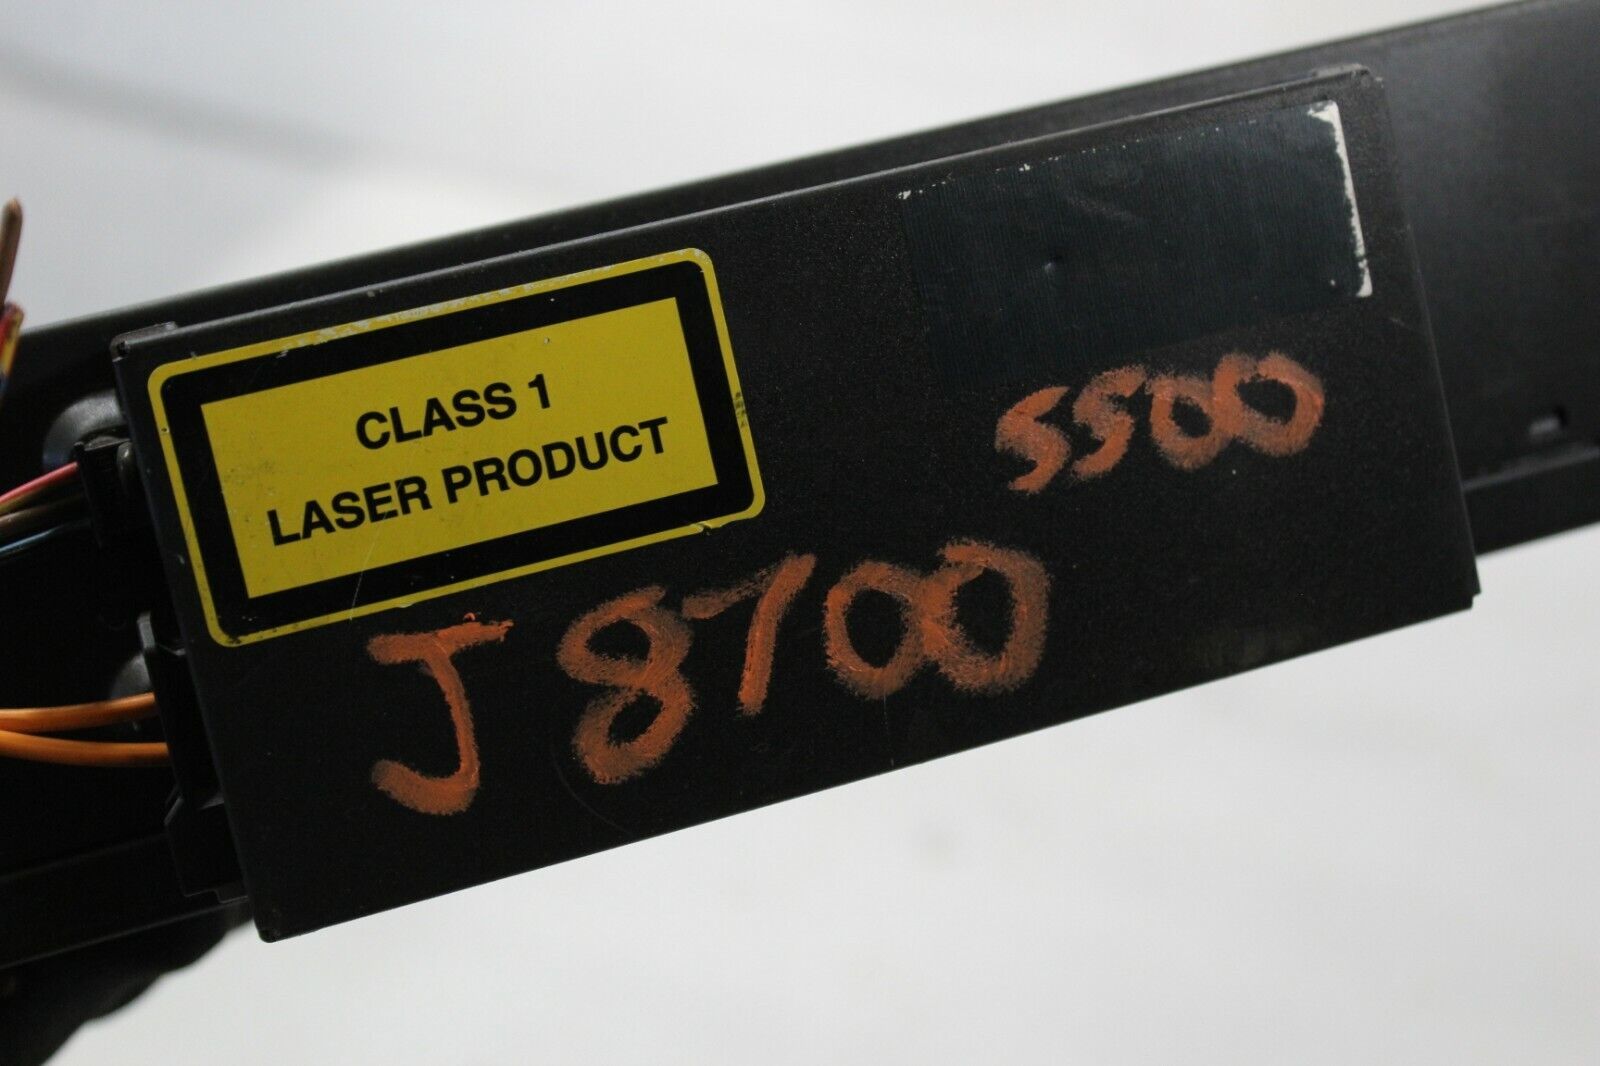 CLASS 1
LASER PRODUCT
5500
J8700